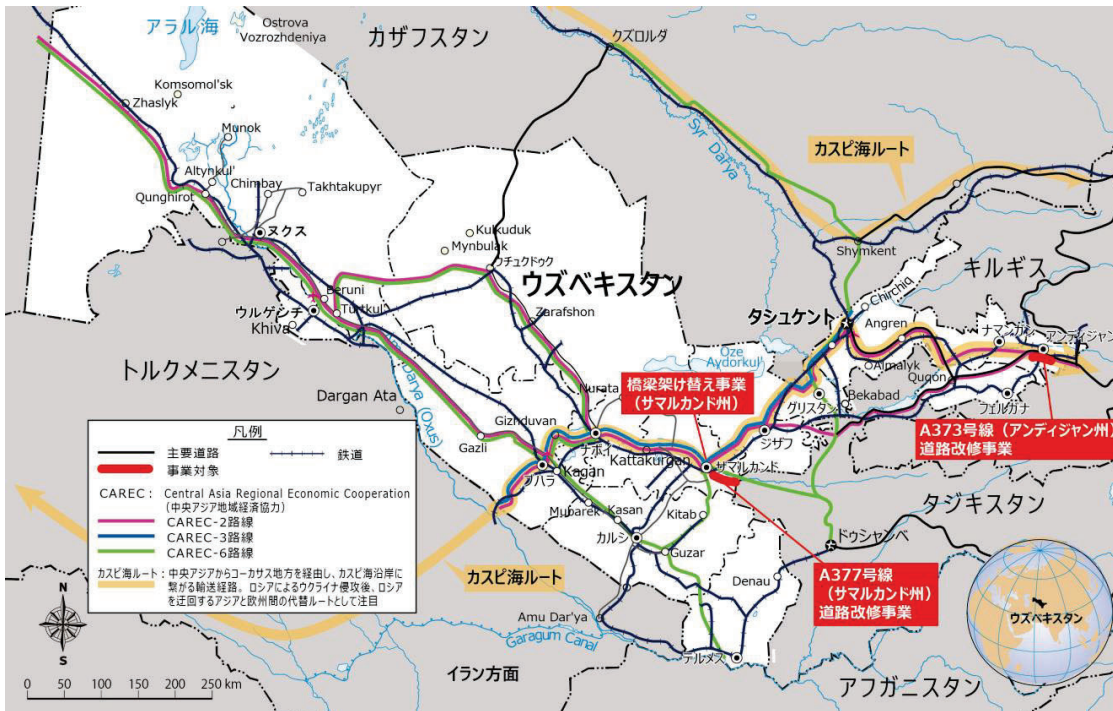 アラル海
Ostrova
Vozrozhdeniya
カザフスタン
クズロルダ
Komsomol'sk
Zhaslyk
Munok
Syr Darya
カスピ海ルート
Altynkul'
Chimbay
Takhtakupyr
Qunghirot
ヌクス
Kulkuduk
Mynbulak
ウチュクドゥク
Shymkent
キルギス
ウズベキスタン
Beruni
Turtkul'
ウルゲンチ
Khiva
Zarafshon
Chirchiq
タシュケント
Angren
ナマンガン
アンディジャン
トルクメニスタン
Oze
Aydorkul'
Almalyk
Quqon
Dargan Ata
Darya (Oxus)
Nurata
橋梁架け替え事業
（サマルカンド州）
グリスタン
Bekabad
フェルガナ
Gizhduvan
ナボイ
ジザフ
A373号線（アンディジャン州）
道路改修事業
Gazli
Kattakurgan
サマルカンド
ブハラ
Kagan
Mubarek
Kasan
Kitab
タジキスタン
カルシ
ドゥシャンベ
Guzar
カスピ海ルート
Denau
A377号線
（サマルカンド州）
道路改修事業
Amu Dar'ya
Garagum Canal
テルメズ
イラン方面
アフガニスタン
ウズベキスタン
凡例
主要道路
鉄道
事業対象
CAREC： Central Asia Regional Economic Cooperation
（中央アジア地域経済協力）
CAREC-2路線
CAREC-3路線
CAREC-6路線
カスピ海ルート：中央アジアからコーカサス地方を経由し、カスピ海沿岸に
繋がる輸送経路。ロシアによるウクライナ侵攻後、ロシア
を迂回するアジアと欧州間の代替ルートとして注目
N
S
0 50 100 150 200 250 km